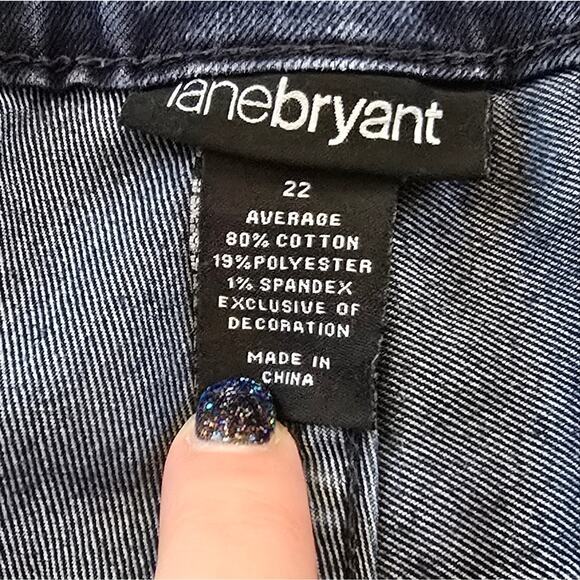 lanebryant
22
AVERAGE
80% COTTON
19%POLYESTER
1% SPANDEX
EXCLUSIVE OF
DECORATION
MADE IN
CHINA